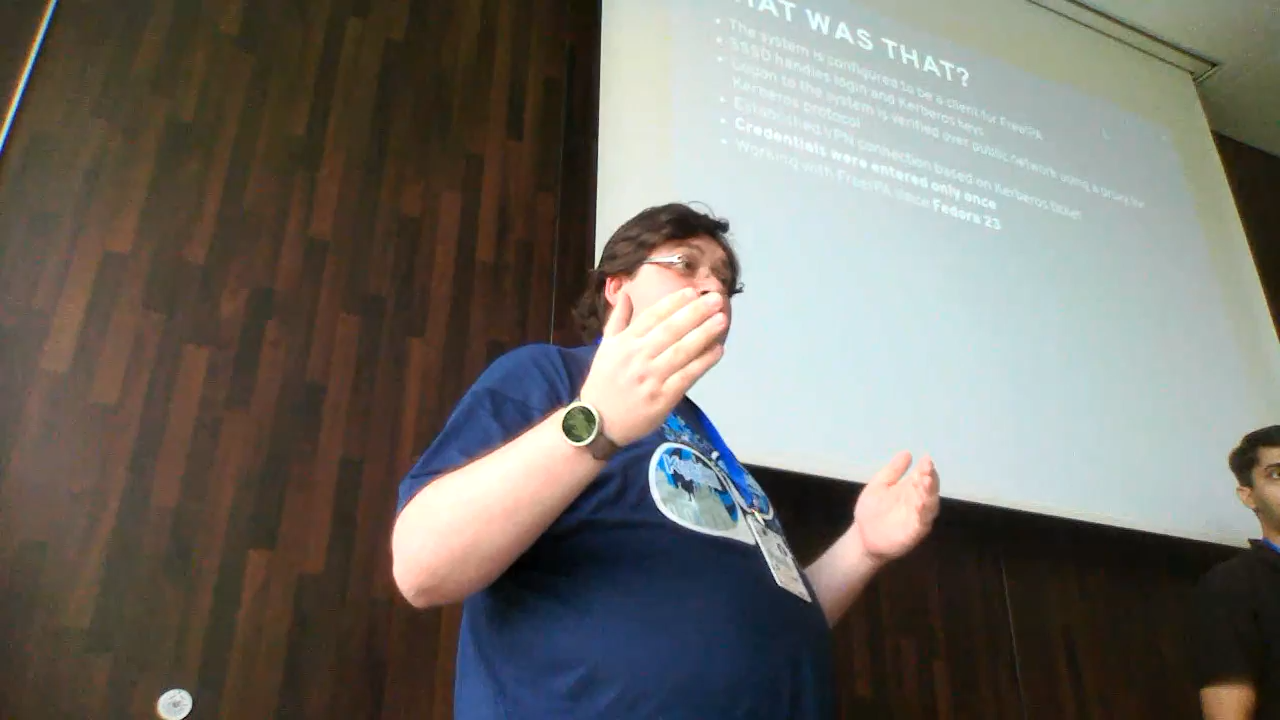 HAT WAS THAT?
• The system is configured to be a client for FreeIPA
• SSSD handles login and Kerberos keys
• Logon to the system is verified over public network using a proxy for
Kerberos protocol
• Established VPN connection based on Kerberos ticket
• Credentials were entered only once
• Working with FreeIPA since Fedora 23